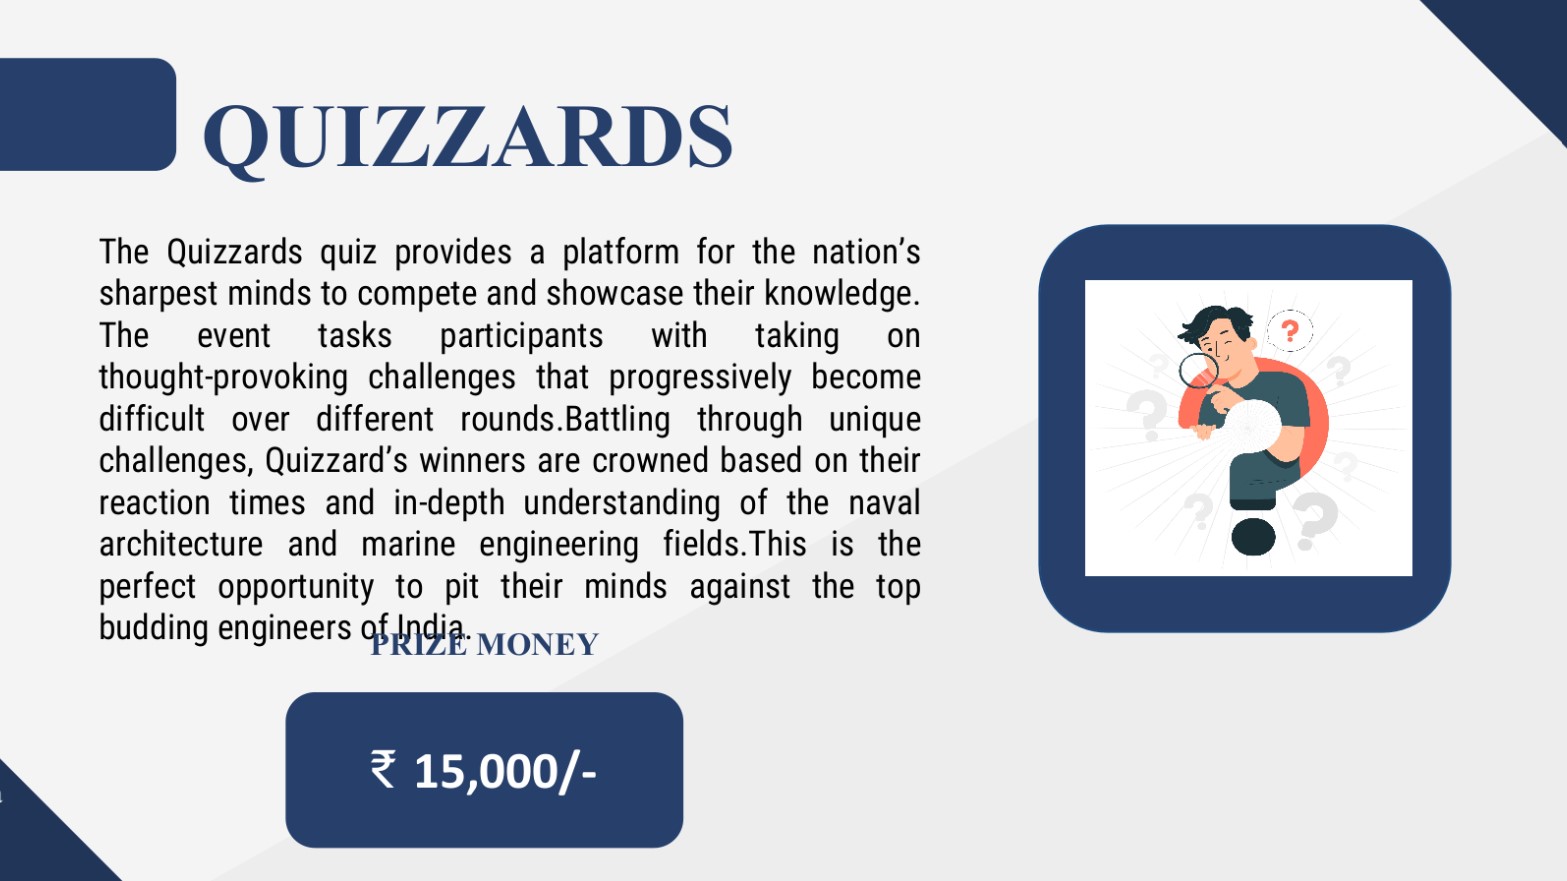 QUIZZARDS
The Quizzards quiz provides a platform for the nation’s
sharpest minds to compete and showcase their knowledge.
The event tasks participants with taking on
thought-provoking challenges that progressively become
difficult over different rounds.Battling through unique
challenges, Quizzard’s winners are crowned based on their
reaction times and in-depth understanding of the naval
architecture and marine engineering fields.This is the
perfect opportunity to pit their minds against the top
budding engineers of India.
PRIZE MONEY
₹ 15,000/-
?
?
?
?
?
?
?